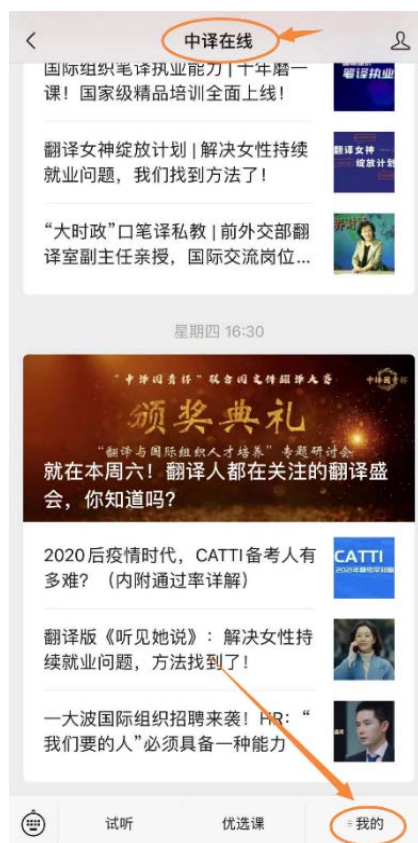 中译在线
国际组织笔译执业能力 | 十年磨一
课！国家级精品培训全面上线！
笔译执业
翻译女神绽放计划 | 解决女性持续
就业问题，我们找到方法了！
翻译女神
绽放计划
“大时政”口笔译私教 | 前外交部翻
译室副主任亲授，国际交流岗位...
星期四 16:30
“中译国青杯”联合国文件翻译大赛
颁奖典礼
“翻译与国际组织人才培养”专题研讨会
就在本周六！翻译人都在关注的翻译盛
会，你知道吗？
2020后疫情时代，CATTI备考人有
多难？（内附通过率详解）
CATTI
翻译版《听见她说》：解决女性持
续就业问题，方法找到了！
一大波国际组织招聘来袭！HR：“
我们要的人”必须具备一种能力
试听
优选课
我的